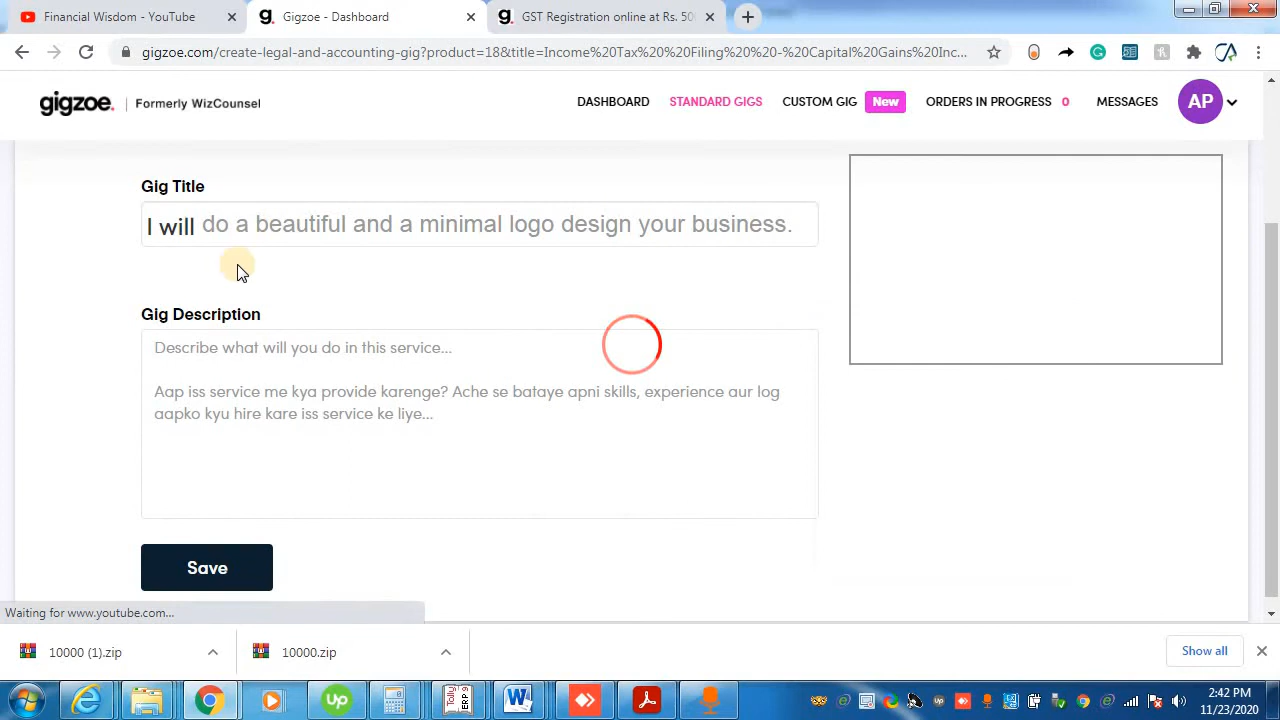 Financial Wisdom - YouTube
Gigzoe - Dashboard
g. GST Registration online at Rs. 50
gigzoe.com/create-legal-and-accounting-gig?product=18&title=Income%20Tax%20%20Filing%20%20-%20Capital%20Gains%20Inc...
gigzoe. | Formerly WizCounsel
DASHBOARD STANDARD GIGS CUSTOM GIG New ORDERS IN PROGRESS 0 MESSAGES AP
Gig Title
I will do a beautiful and a minimal logo design your business.
Gig Description
Describe what will you do in this service...
Aap iss service me kya provide karenge? Ache se bataye apni skills, experience aur log
aapko kyu hire kare iss service ke liye...
Save
Waiting for www.youtube.com...
10000 (1).zip
10000.zip
Show all
up
2:42 PM
11/23/2020